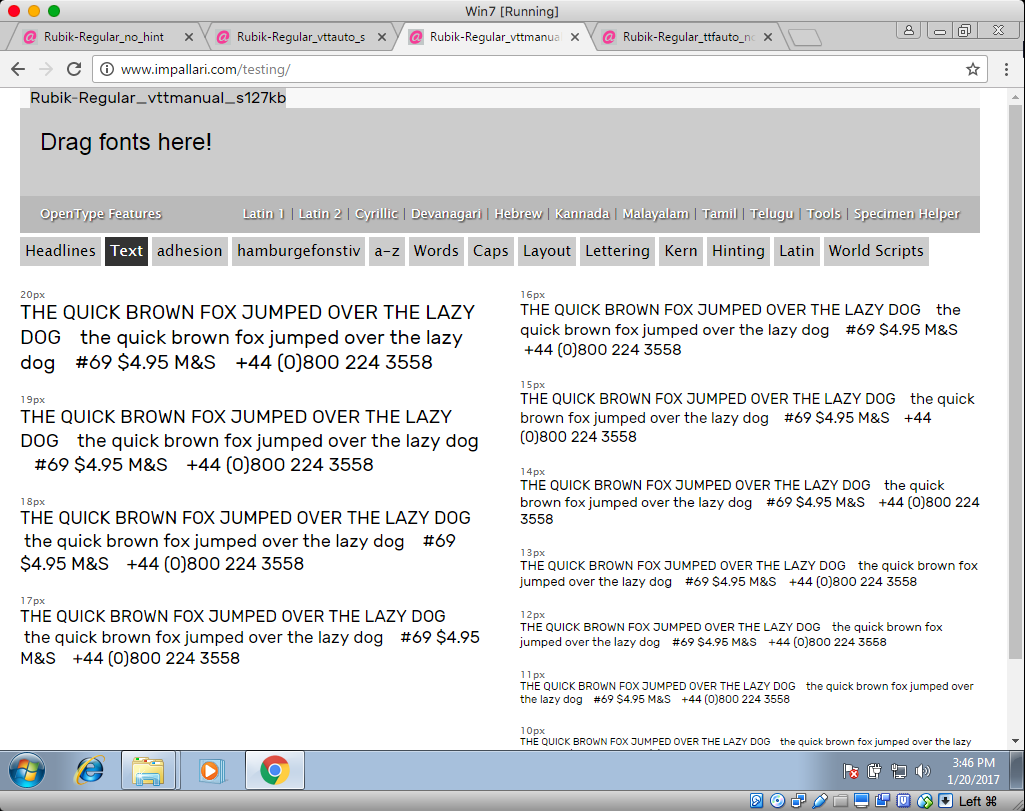 Win7 [Running]
Rubik-Regular_no_hint
Rubik-Regular_vttauto_s
Rubik-Regular_vttmanua
Rubik-Regular_ttfauto_no
www.impallari.com/testing/
Rubik-Regular_vttmanual_s127kb
Drag fonts here!
OpenType Features
Latin 1 | Latin 2 | Cyrillic | Devanagari | Hebrew | Kannada | Malayalam | Tamil | Telugu | Tools | Specimen Helper
Headlines Text adhesion hamburgefonstiv a-z Words Caps Layout Lettering Kern Hinting Latin World Scripts
20px
THE QUICK BROWN FOX JUMPED OVER THE LAZY
DOG the quick brown fox jumped over the lazy
dog #69 $4.95 M&S +44 (0)800 224 3558
19px
THE QUICK BROWN FOX JUMPED OVER THE LAZY
DOG the quick brown fox jumped over the lazy dog
#69 $4.95 M&S +44 (0)800 224 3558
18px
THE QUICK BROWN FOX JUMPED OVER THE LAZY DOG
the quick brown fox jumped over the lazy dog #69
$4.95 M&S +44 (0)800 224 3558
17px
THE QUICK BROWN FOX JUMPED OVER THE LAZY DOG
the quick brown fox jumped over the lazy dog #69 $4.95
M&S +44 (0)800 224 3558
16px
THE QUICK BROWN FOX JUMPED OVER THE LAZY DOG the
quick brown fox jumped over the lazy dog #69 $4.95 M&S
+44 (0)800 224 3558
15px
THE QUICK BROWN FOX JUMPED OVER THE LAZY DOG the quick
brown fox jumped over the lazy dog #69 $4.95 M&S +44
(0)800 224 3558
14px
THE QUICK BROWN FOX JUMPED OVER THE LAZY DOG the quick
brown fox jumped over the lazy dog #69 $4.95 M&S +44 (0)800 224
3558
13px
THE QUICK BROWN FOX JUMPED OVER THE LAZY DOG the quick brown fox
jumped over the lazy dog #69 $4.95 M&S +44 (0)800 224 3558
12px
THE QUICK BROWN FOX JUMPED OVER THE LAZY DOG the quick brown fox
jumped over the lazy dog #69 $4.95 M&S +44 (0)800 224 3558
11px
THE QUICK BROWN FOX JUMPED OVER THE LAZY DOG the quick brown fox jumped over
the lazy dog #69 $4.95 M&S +44 (0)800 224 3558
10px
THE QUICK BROWN FOX JUMPED OVER THE LAZY DOG the quick brown fox jumped over the lazy
3:46 PM
1/20/2017
Left ⌘